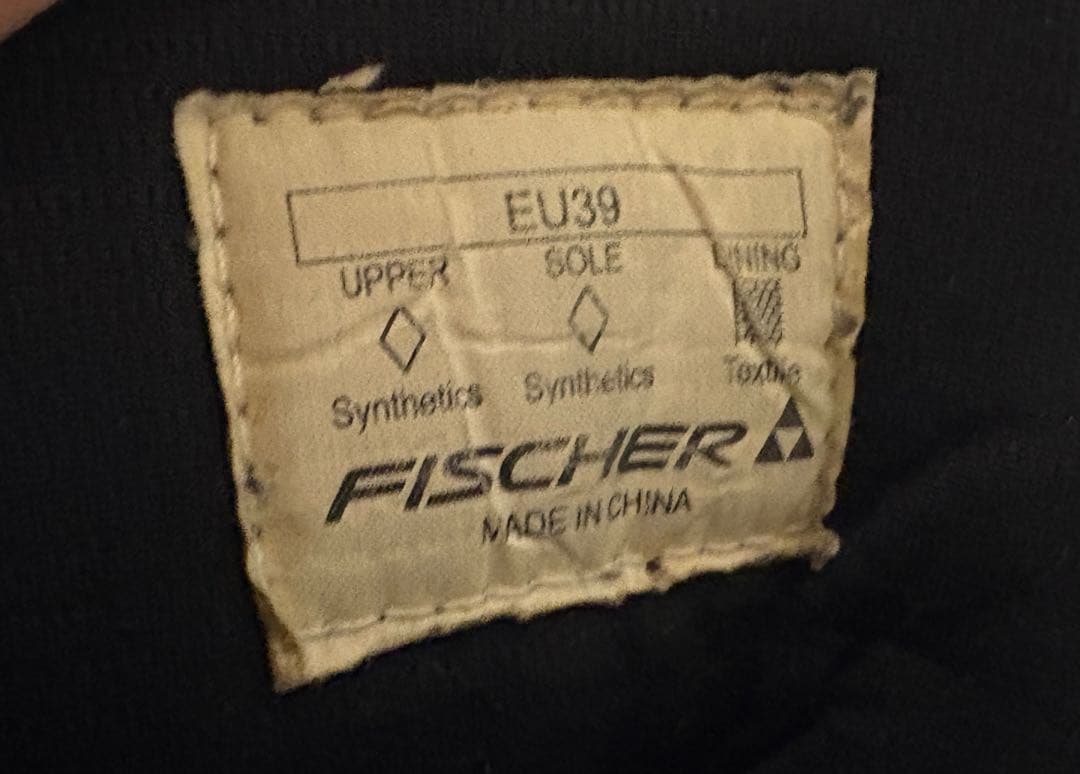 EU39
UPPER SOLE LINING
Synthetics Synthetics Textile
FISCHER
MADE IN CHINA